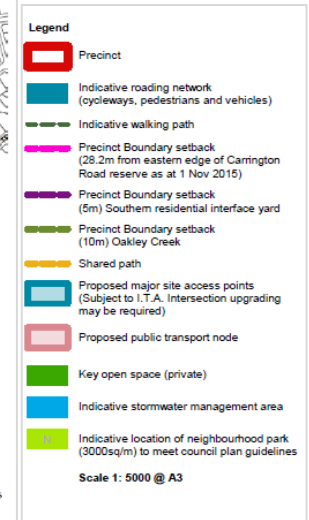 Legend
Precinct
Indicative roading network
(cycleways, pedestrians and vehicles)
Indicative walking path
Precinct Boundary setback
(28.2m from eastern edge of Carrington
Road reserve as at 1 Nov 2015)
Precinct Boundary setback
(5m) Southern residential interface yard
Precinct Boundary setback
(10m) Oakley Creek
Shared path
Proposed major site access points
(Subject to I.T.A. Intersection upgrading
may be required)
Proposed public transport node
Key open space (private)
Indicative stormwater management area
N
Indicative location of neighbourhood park
(3000sq/m) to meet council plan guidelines
Scale 1: 5000 @ A3
s